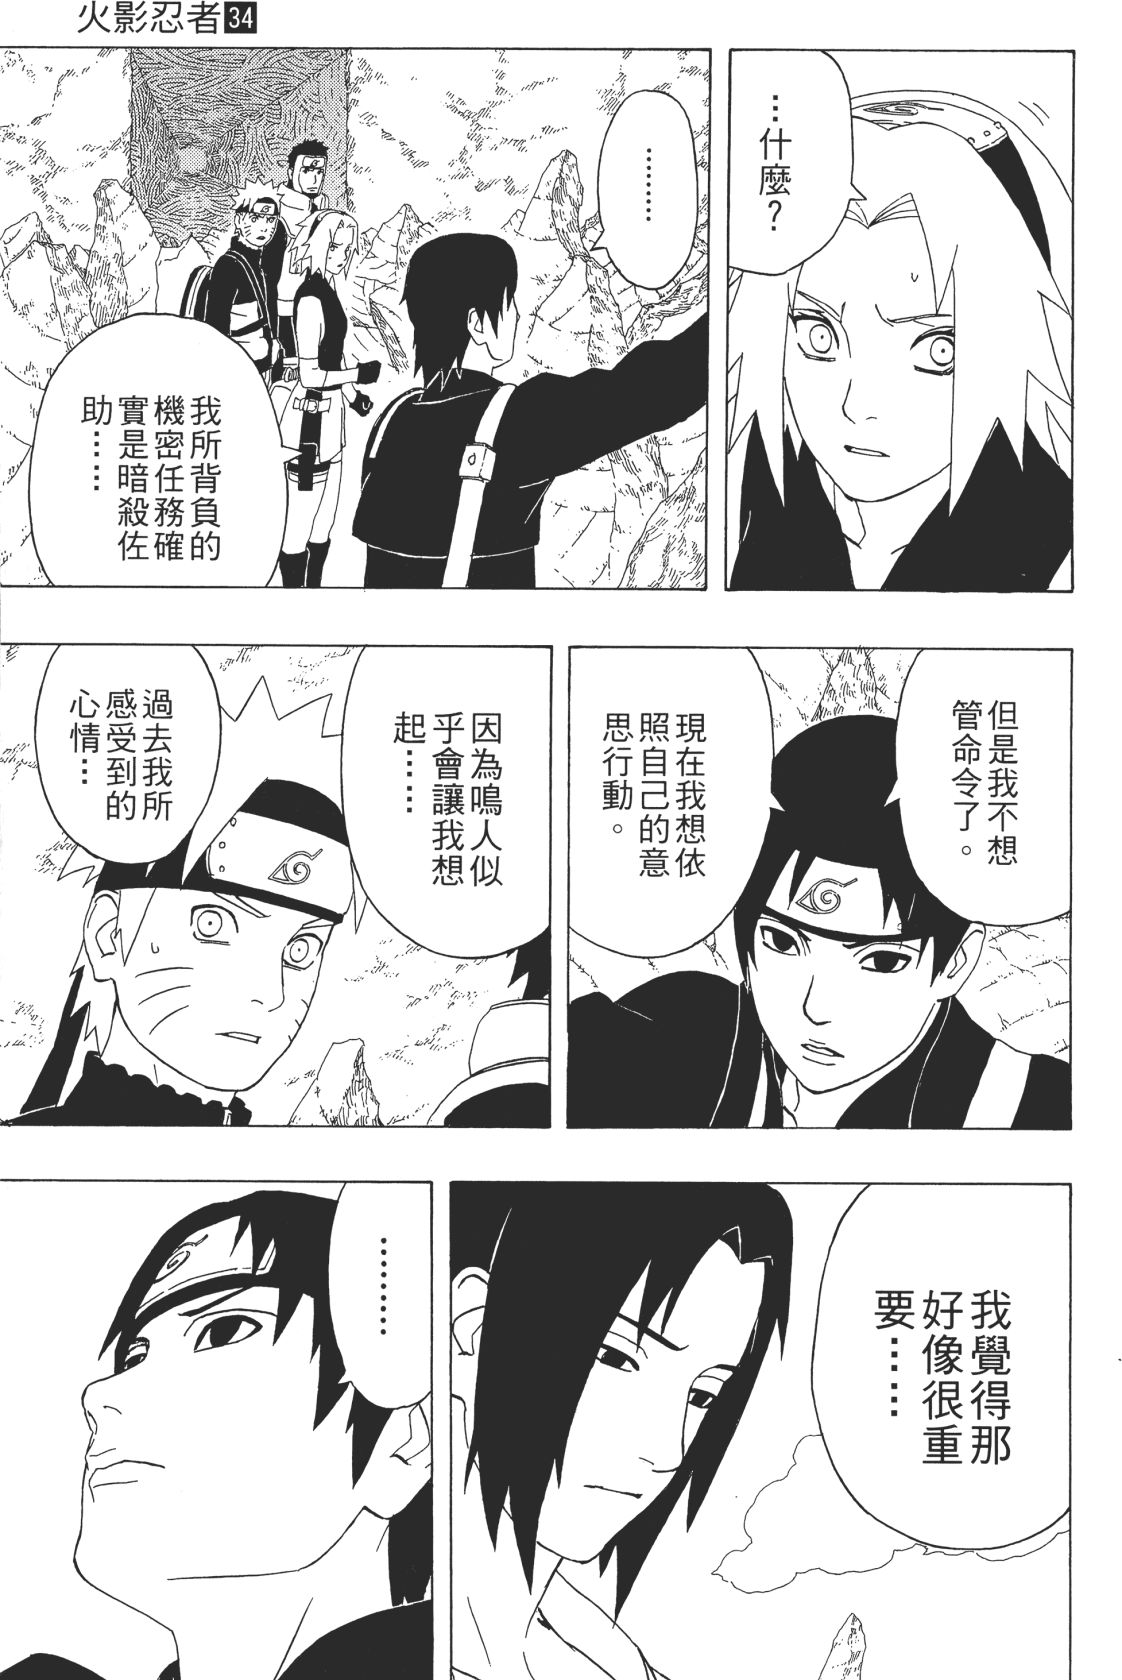 火影忍者34
…什麼?
………
我所背負的
機密任務確
實是暗殺佐
助……
但是我不想
管命令了。
現在我想依
照自己的意
思行動。
因為鳴人似
乎會讓我想
起……
過去我所
感受到的
心情…
我覺得那
好像很重
要……
………